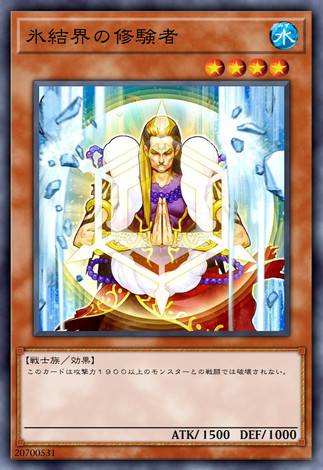 氷結界の修験者
水
【戦士族／効果】
このカードは攻撃力１９００以上のモンスターとの戦闘では破壊されない。
ATK/ 1500 DEF/ 1000
20700531